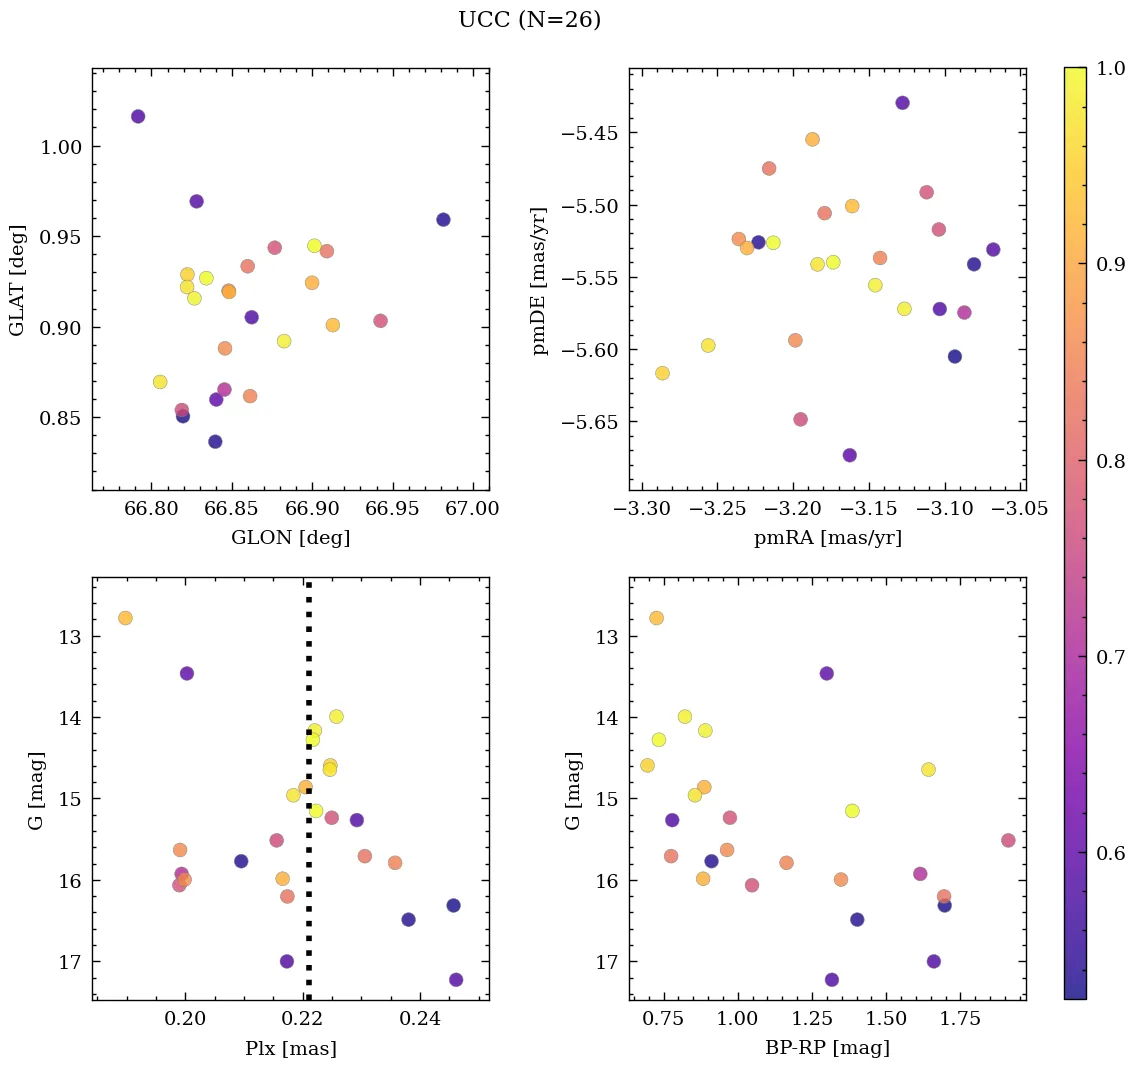 UCC (N=26)
1.00
0.95
0.90
0.85
GLAT [deg]
66.80 66.85 66.90 66.95 67.00
GLON [deg]
−5.45
−5.50
−5.55
−5.60
−5.65
pmDE [mas/yr]
−3.30 −3.25 −3.20 −3.15 −3.10 −3.05
pmRA [mas/yr]
13
14
15
16
17
G [mag]
0.20 0.22 0.24
Plx [mas]
13
14
15
16
17
G [mag]
0.75 1.00 1.25 1.50 1.75
BP-RP [mag]
1.0
0.9
0.8
0.7
0.6